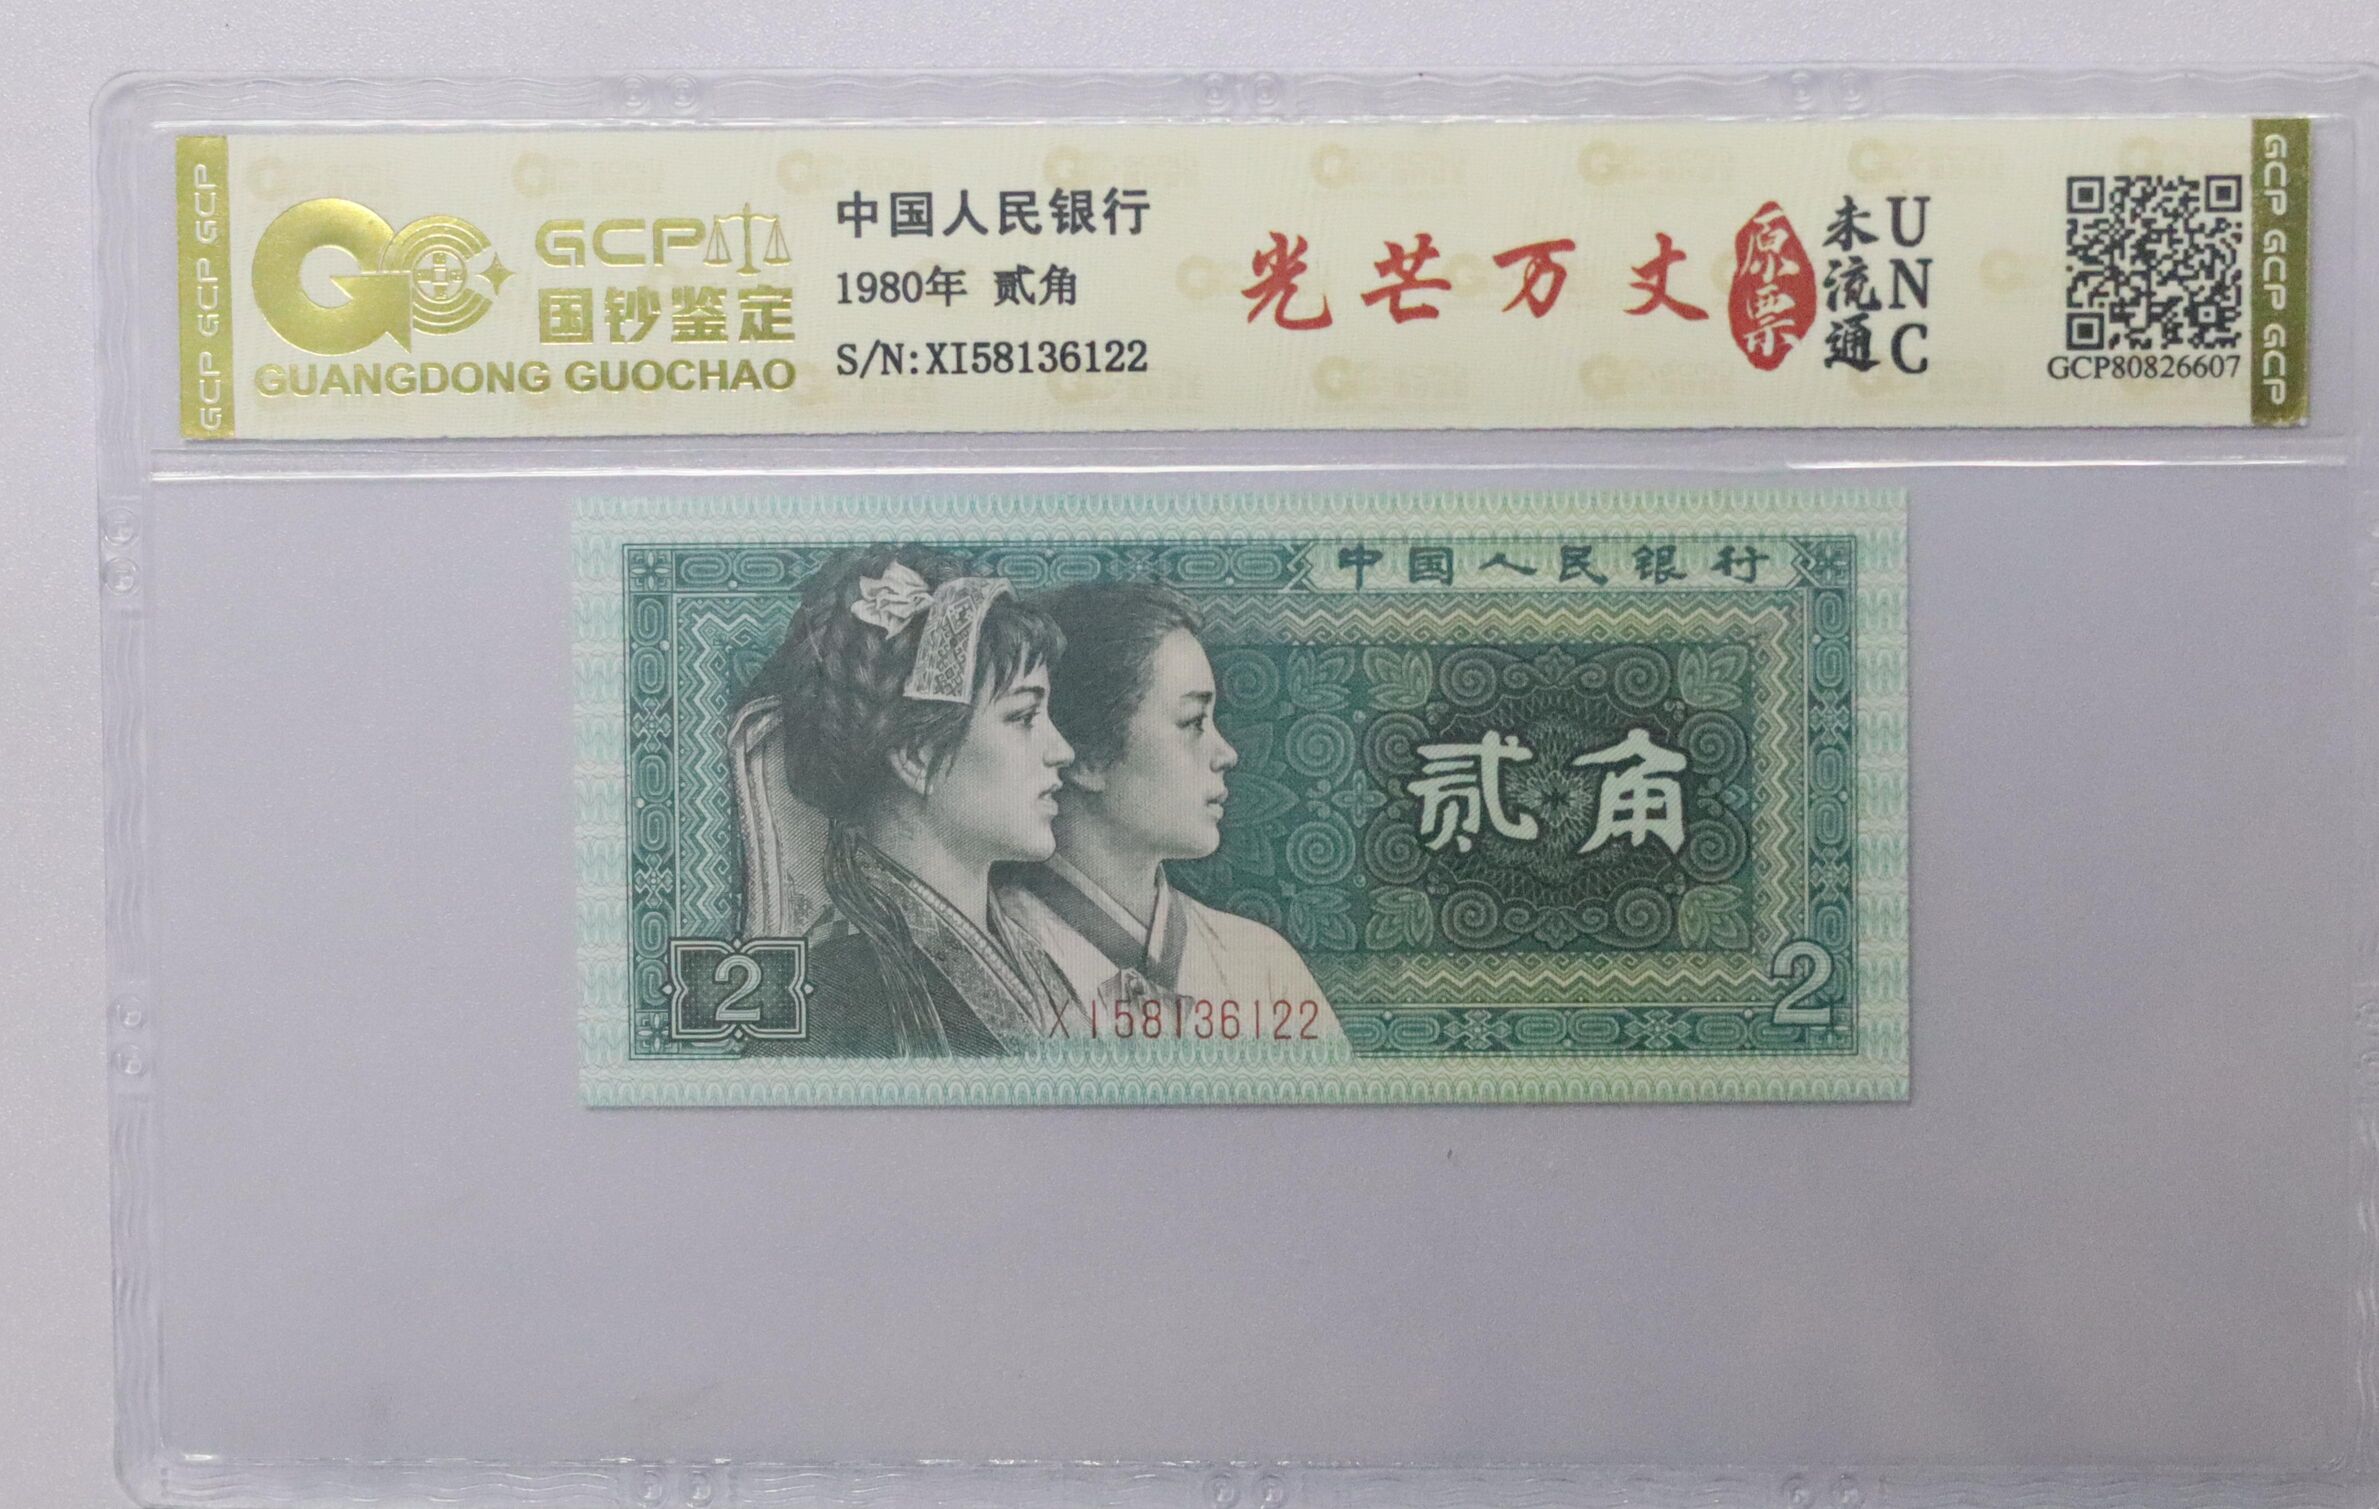 GCP GCP GCP
GCP
国钞鉴定
GUANGDONG GUOCHAO
中国人民银行
1980年 贰角
S/N:XI58136122
光芒万丈
原票
未流通
UNC
GCP80826607
GCP GCP GCP
中国人民银行
贰角
2
XI58136122
2